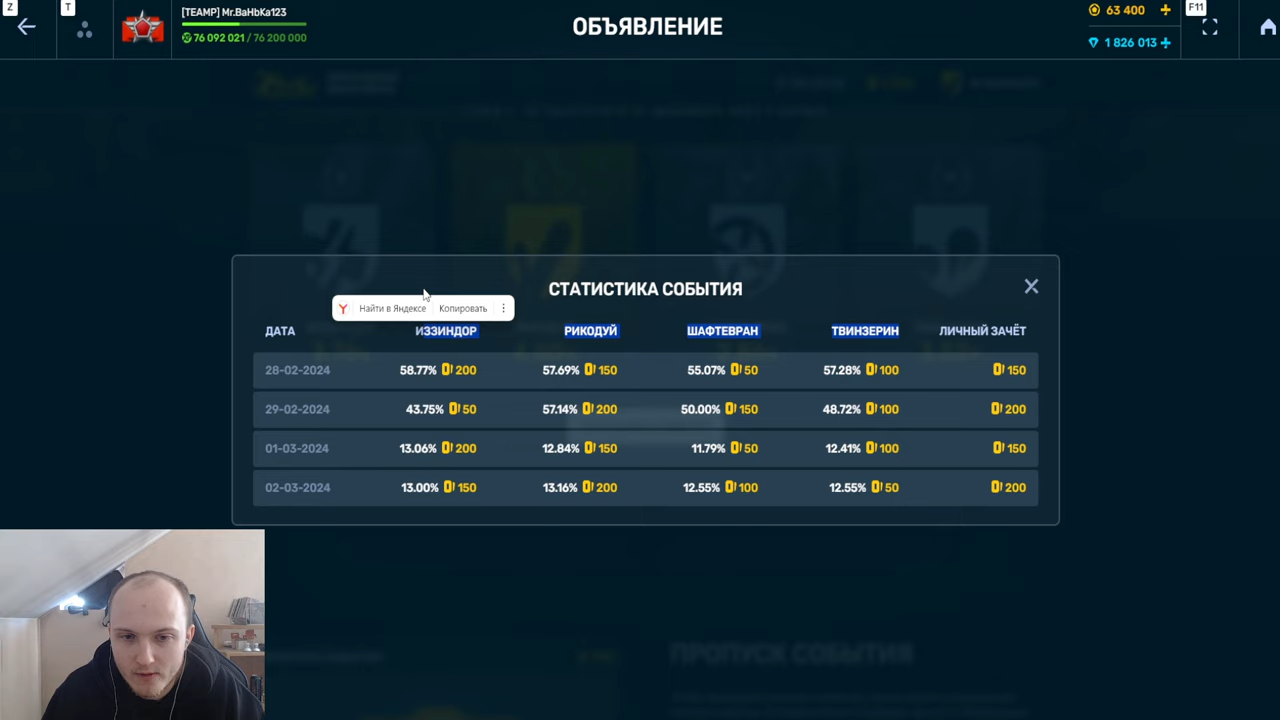 Z
T
[TEAMP] Mr.BaHbKa123
76 092 021 / 76 200 000
ОБЪЯВЛЕНИЕ
63 400 +
1 826 013 +
F11
СТАТИСТИКА СОБЫТИЯ
Найти в Яндексе Копировать
ДАТА ИЗЗИНДОР РИКОДУЙ ШАФТЕВРАН ТВИНЗЕРИН ЛИЧНЫЙ ЗАЧЁТ
28-02-2024 58.77% 200 57.69% 150 55.07% 50 57.28% 100 150
29-02-2024 43.75% 50 57.14% 200 50.00% 150 48.72% 100 200
01-03-2024 13.06% 200 12.84% 150 11.79% 50 12.41% 100 150
02-03-2024 13.00% 150 13.16% 200 12.55% 100 12.55% 50 200
ПРОПУСК СОБЫТИЯ